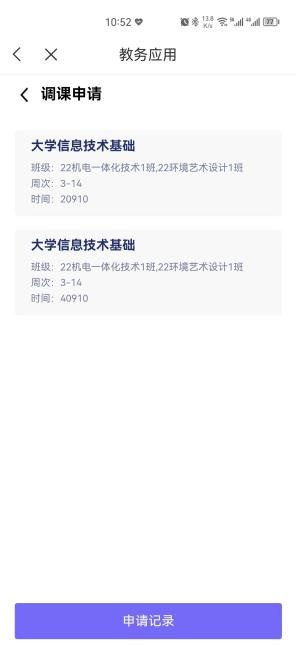 10:52
13.8
K/s
77
教务应用
调课申请
大学信息技术基础
班级：22机电一体化技术1班,22环境艺术设计1班
周次：3-14
时间：20910
大学信息技术基础
班级：22机电一体化技术1班,22环境艺术设计1班
周次：3-14
时间：40910
申请记录